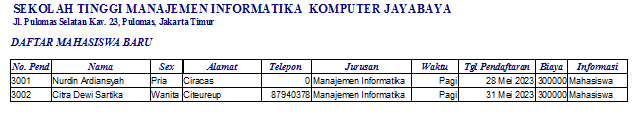 SEKOLAH TINGGI MANAJEMEN INFORMATIKA KOMPUTER JAYABAYA
Jl. Pulomas Selatan Kav. 23, Pulomas, Jakarta Timur
DAFTAR MAHASISWA BARU
No. Pend Nama Sex Alamat Telepon Jurusan Waktu Tgl Pendaftaran Biaya Informasi
3001 Nurdin Ardiansyah Pria Ciracas 0 Manajemen Informatika Pagi 28 Mei 2023 300000 Mahasiswa
3002 Citra Dewi Sartika Wanita Citeureup 87940378 Manajemen Informatika Pagi 31 Mei 2023 300000 Mahasiswa